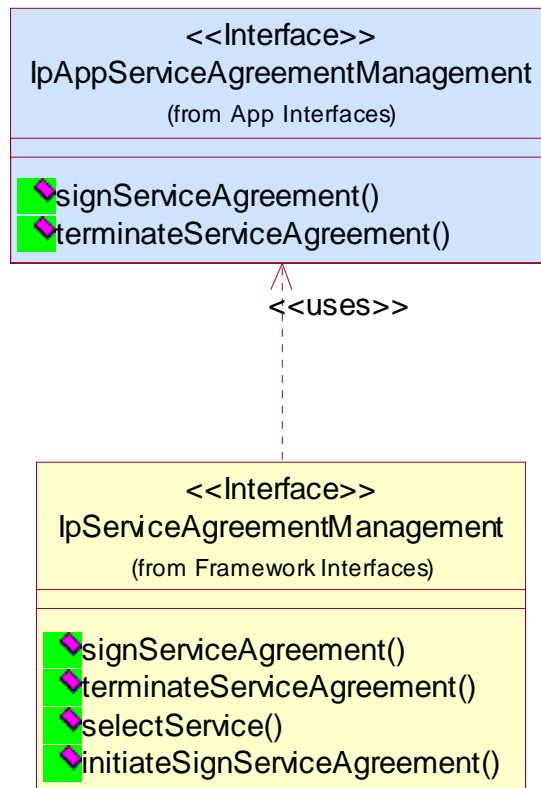 <<Interface>>
IpAppServiceAgreementManagement
(from App Interfaces)
signServiceAgreement()
terminateServiceAgreement()
<<uses>>
<<Interface>>
IpServiceAgreementManagement
(from Framework Interfaces)
signServiceAgreement()
terminateServiceAgreement()
selectService()
initiateSignServiceAgreement()